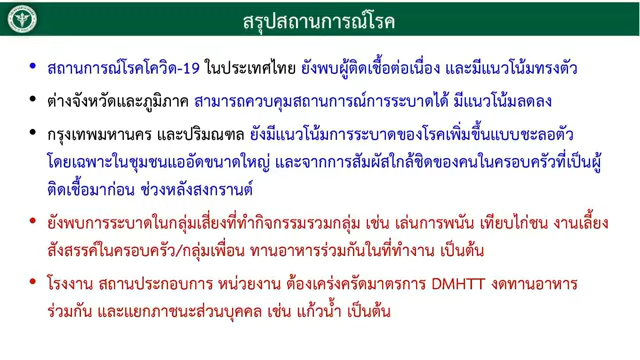 สรุปสถานการณ์โรค
• สถานการณ์โรคโควิด-19 ในประเทศไทย ยังพบผู้ติดเชื้อต่อเนื่อง และมีแนวโน้มทรงตัว
• ต่างจังหวัดและภูมิภาค สามารถควบคุมสถานการณ์การระบาดได้ มีแนวโน้มลดลง
• กรุงเทพมหานคร และปริมณฑล ยังมีแนวโน้มการระบาดของโรคเพิ่มขึ้นแบบชะลอตัว
โดยเฉพาะในชุมชนแออัดขนาดใหญ่ และจากการสัมผัสใกล้ชิดของคนในครอบครัวที่เป็นผู้
ติดเชื้อมาก่อน ช่วงหลังสงกรานต์
• ยังพบการระบาดในกลุ่มเสี่ยงที่ทำกิจกรรมรวมกลุ่ม เช่น เล่นการพนัน เทียบไก่ชน งานเลี้ยง
สังสรรค์ในครอบครัว/กลุ่มเพื่อน ทานอาหารร่วมกันในที่ทำงาน เป็นต้น
• โรงงาน สถานประกอบการ หน่วยงาน ต้องเคร่งครัดมาตรการ DMHTT งดทานอาหาร
ร่วมกัน และแยกภาชนะส่วนบุคคล เช่น แก้วน้ำ เป็นต้น